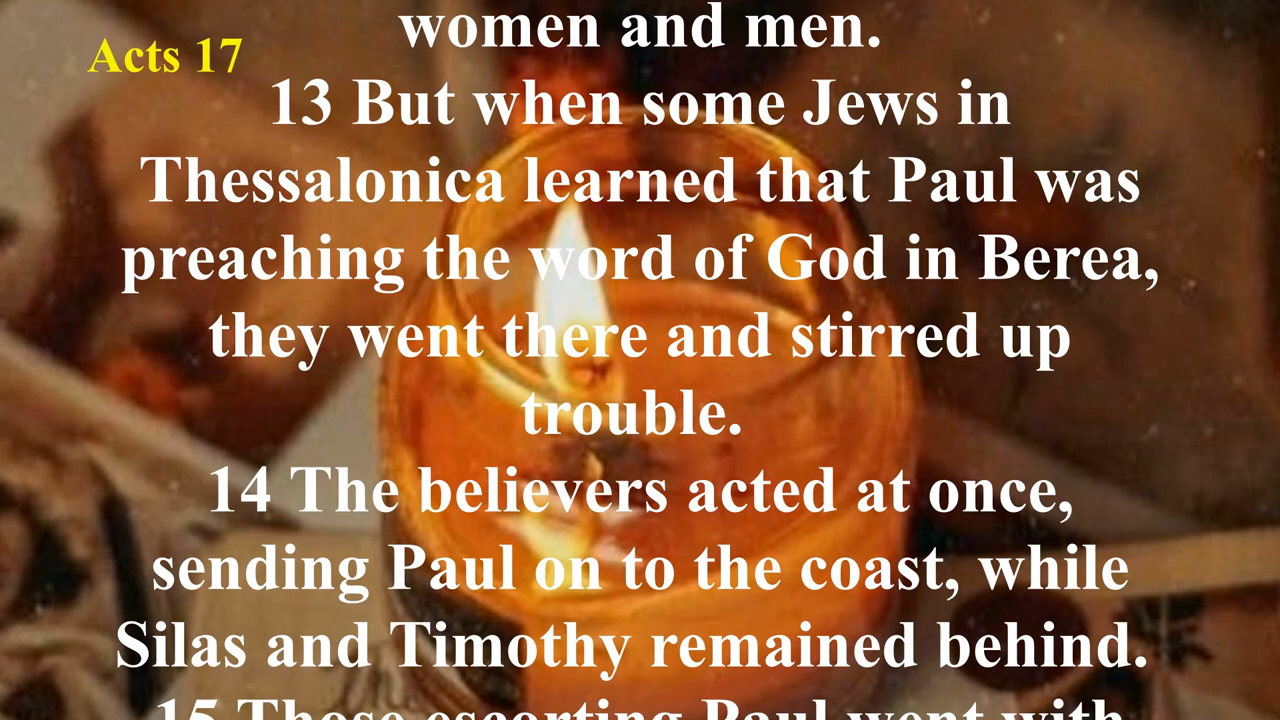 women and men.
Acts 17
13 But when some Jews in
Thessalonica learned that Paul was
preaching the word of God in Berea,
they went there and stirred up
trouble.
14 The believers acted at once,
sending Paul on to the coast, while
Silas and Timothy remained behind.
15 Those escorting Paul went with